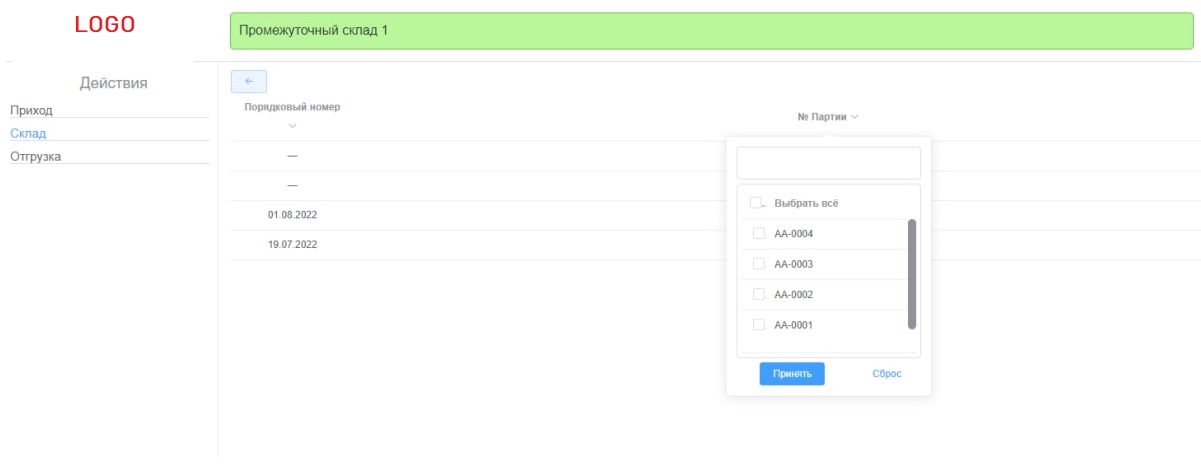 LOGO
Промежуточный склад 1
Действия
Приход
Склад
Отгрузка
←
Порядковый номер
№ Партии
—
—
01.08.2022
19.07.2022
Выбрать всё
AA-0004
AA-0003
AA-0002
AA-0001
Принять
Сброс